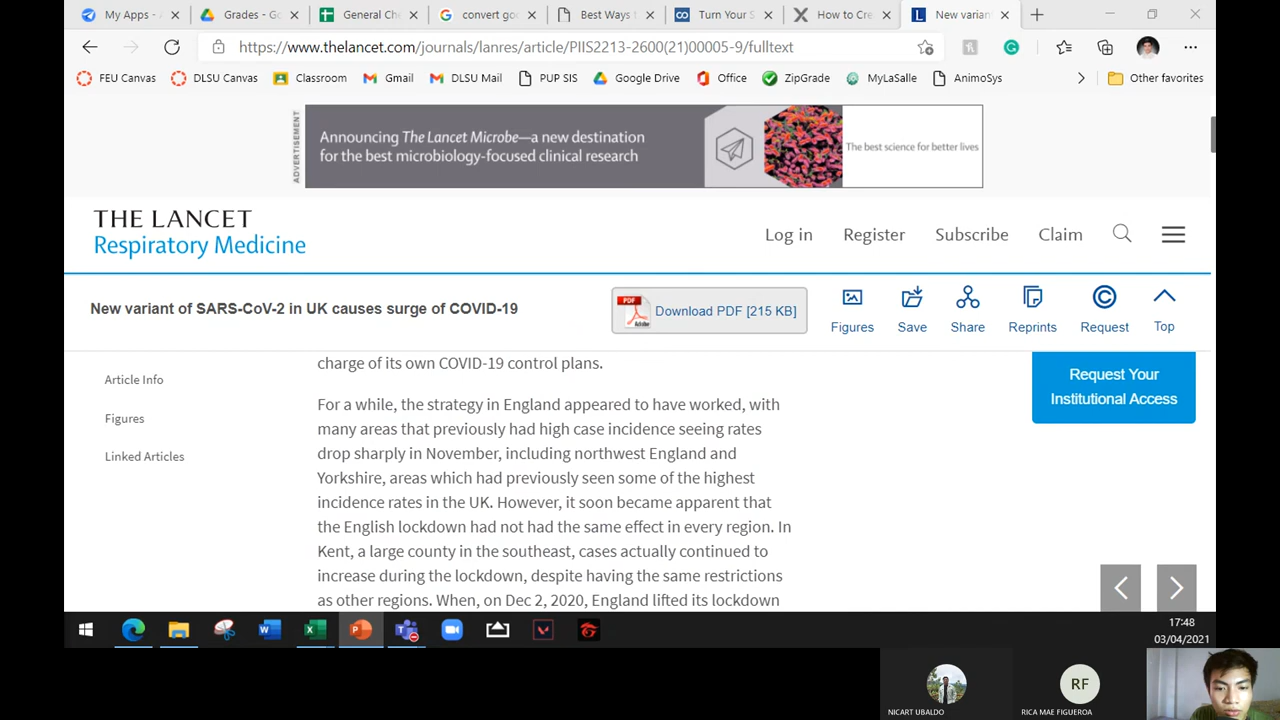 My Apps - A
Grades - Go
General Che
convert goo
Best Ways t
Turn Your S
How to Cre
New varian
https://www.thelancet.com/journals/lanres/article/PIIS2213-2600(21)00005-9/fulltext
FEU Canvas
DLSU Canvas
Classroom
Gmail
DLSU Mail
PUP SIS
Google Drive
Office
ZipGrade
MyLaSalle
AnimoSys
Other favorites
ADVERTISEMENT
Announcing The Lancet Microbe—a new destination
for the best microbiology-focused clinical research
The best science for better lives
THE LANCET
Respiratory Medicine
Log in
Register
Subscribe
Claim
New variant of SARS-CoV-2 in UK causes surge of COVID-19
PDF
Adobe
Download PDF [215 KB]
Figures
Save
Share
Reprints
Request
Top
charge of its own COVID-19 control plans.
Request Your
Institutional Access
Article Info
Figures
Linked Articles
For a while, the strategy in England appeared to have worked, with
many areas that previously had high case incidence seeing rates
drop sharply in November, including northwest England and
Yorkshire, areas which had previously seen some of the highest
incidence rates in the UK. However, it soon became apparent that
the English lockdown had not had the same effect in every region. In
Kent, a large county in the southeast, cases actually continued to
increase during the lockdown, despite having the same restrictions
as other regions. When, on Dec 2, 2020, England lifted its lockdown
17:48
03/04/2021
RF
NICART UBALDO
RICA MAE FIGUEROA